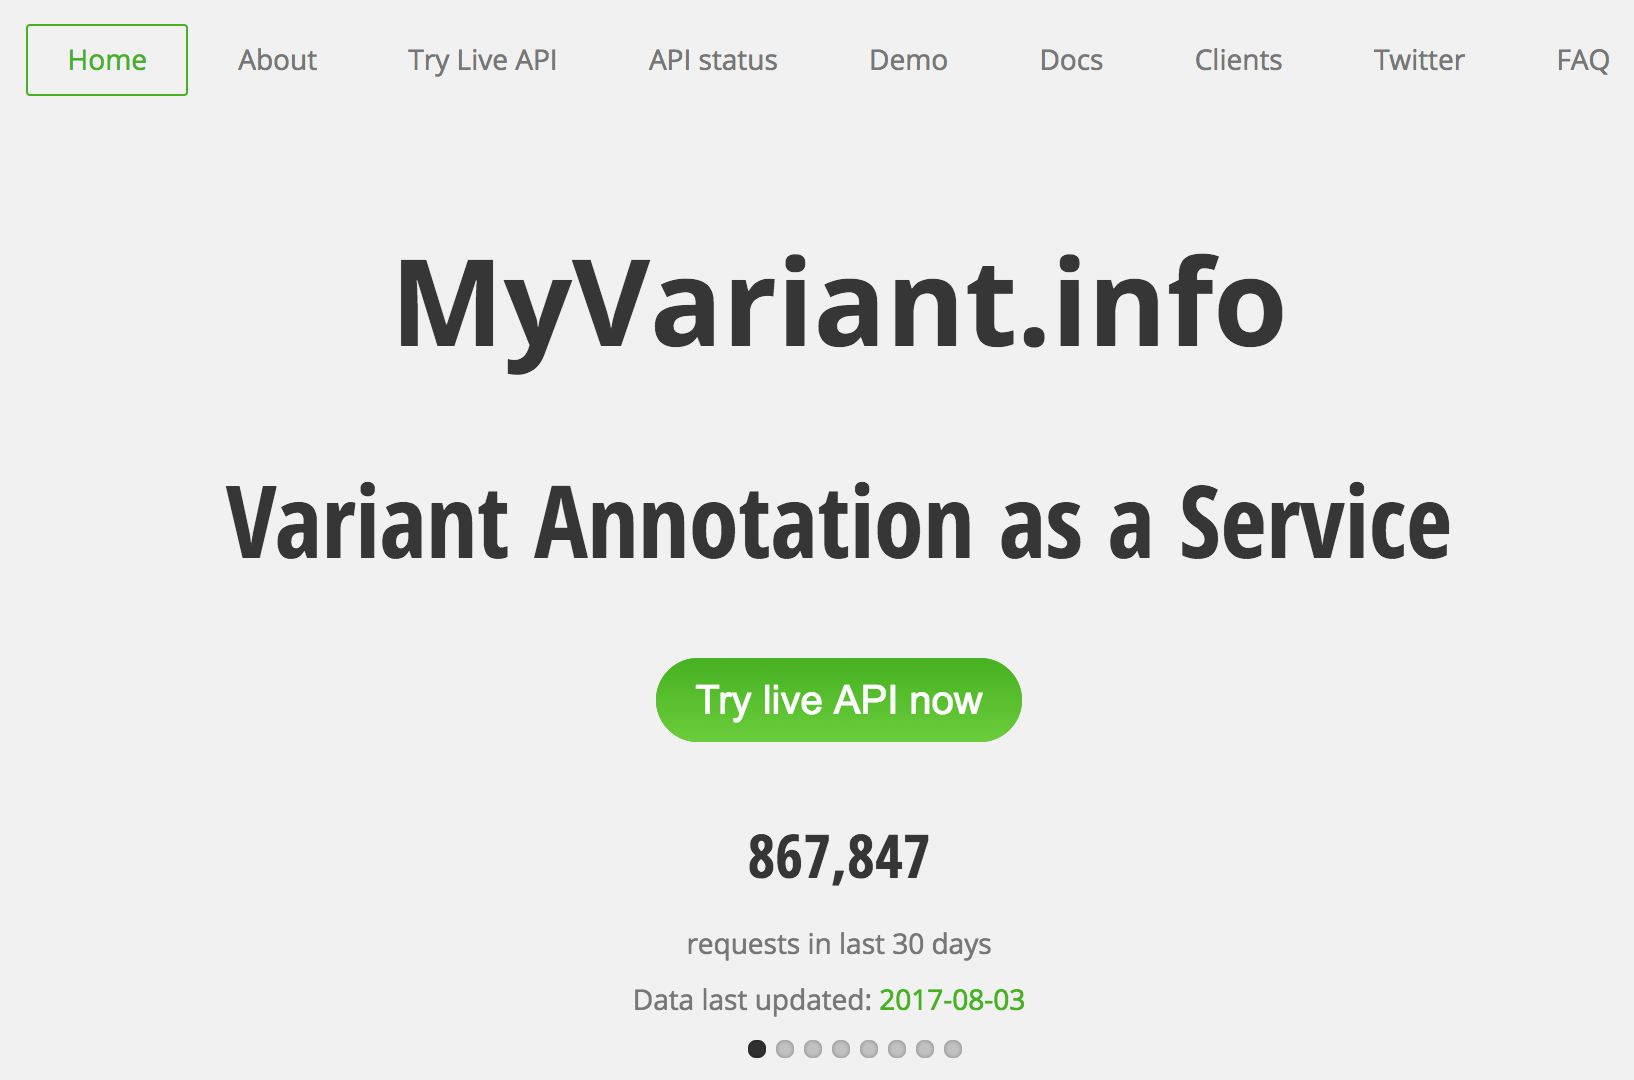 Home About Try Live API API status Demo Docs Clients Twitter FAQ
MyVariant.info
Variant Annotation as a Service
Try live API now
867,847
requests in last 30 days
Data last updated: 2017-08-03